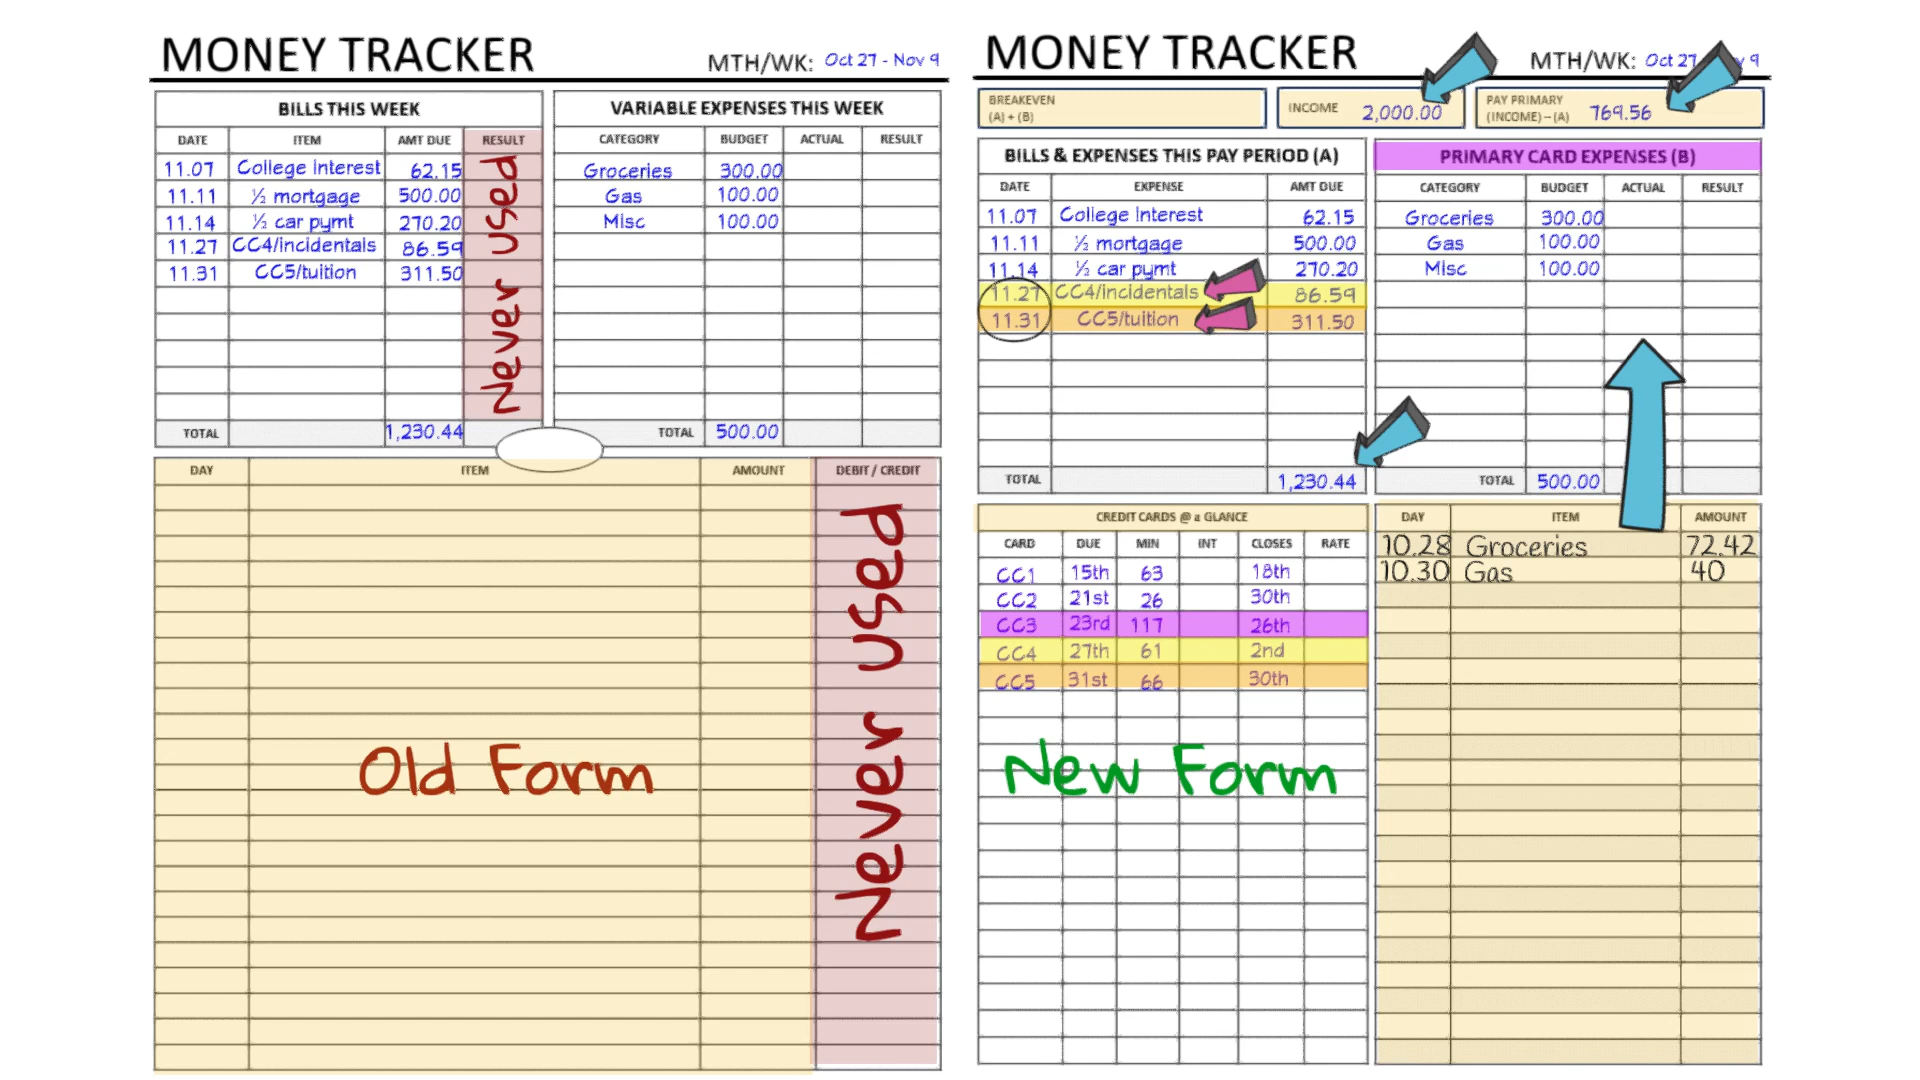 MONEY TRACKER
MTH/WK: Oct 27 - Nov 9
BILLS THIS WEEK
DATE ITEM AMT DUE RESULT
11.07 College Interest 62.15
11.11 ½ mortgage 500.00
11.14 ½ car pymt 270.20
11.27 CC4/incidentals 86.59
11.31 CC5/tuition 311.50
Never used
TOTAL 1,230.44
VARIABLE EXPENSES THIS WEEK
CATEGORY BUDGET ACTUAL RESULT
Groceries 300.00
Gas 100.00
Misc 100.00
TOTAL 500.00
DAY ITEM AMOUNT DEBIT / CREDIT
Never used
Old Form
MONEY TRACKER
MTH/WK: Oct 27 9
BREAKEVEN
(A) + (B)
INCOME 2,000.00
PAY PRIMARY
(INCOME) – (A) 769.56
BILLS & EXPENSES THIS PAY PERIOD (A)
DATE EXPENSE AMT DUE
11.07 College Interest 62.15
11.11 ½ mortgage 500.00
11.14 ½ car pymt 270.20
11.27 CC4/incidentals 86.59
11.31 CC5/tuition 311.50
TOTAL 1,230.44
PRIMARY CARD EXPENSES (B)
CATEGORY BUDGET ACTUAL RESULT
Groceries 300.00
Gas 100.00
Misc 100.00
TOTAL 500.00
CREDIT CARDS @ a GLANCE
CARD DUE MIN INT CLOSES RATE
CC1 15th 63 18th
CC2 21st 26 30th
CC3 23rd 117 26th
CC4 27th 61 2nd
CC5 31st 66 30th
New Form
DAY ITEM AMOUNT
10.28 Groceries 72.42
10.30 Gas 40